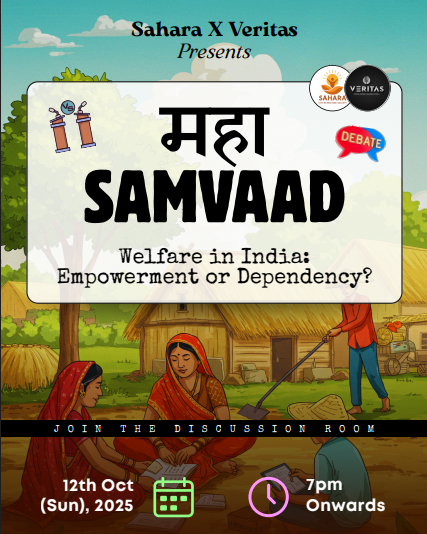 Sahara X Veritas
Presents
SAHARA
VERITAS
VS
DEBATE
महा
SAMVAAD
Welfare in India:
Empowerment or Dependency?
JOIN THE DISCUSSION ROOM
12th Oct
(Sun), 2025
7pm
Onwards